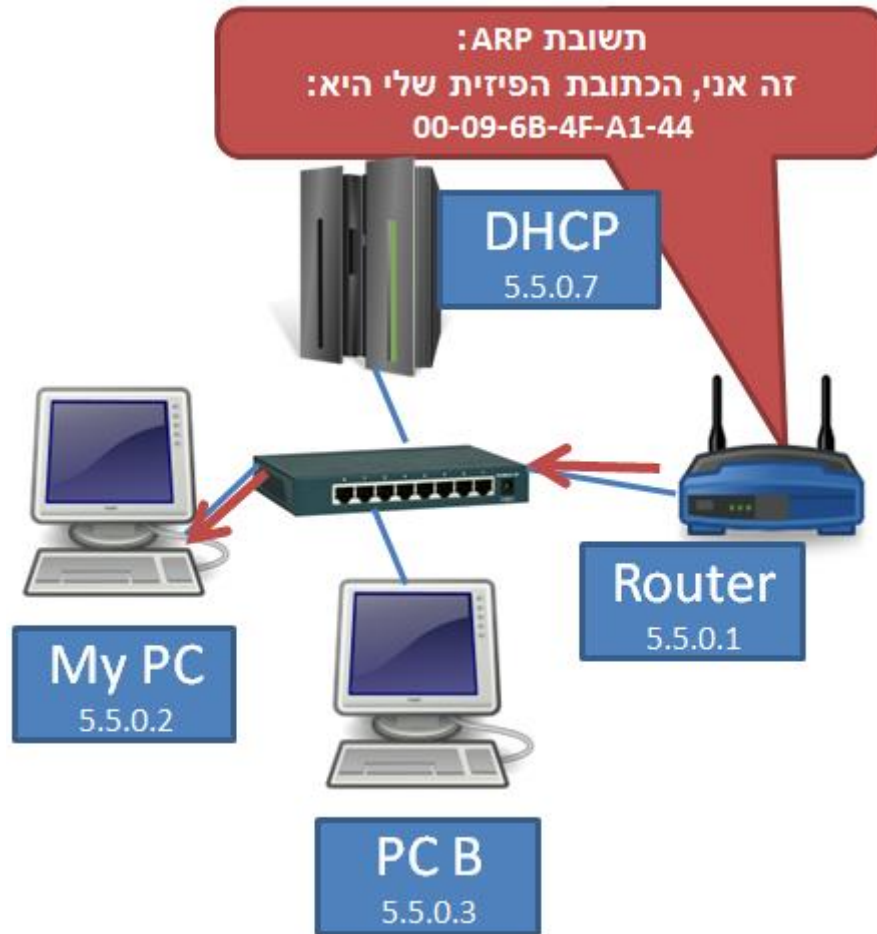 תשובת ARP:
זה אני, הכתובת הפיזית שלי היא:
00-09-6B-4F-A1-44
DHCP
5.5.0.7
Router
5.5.0.1
My PC
5.5.0.2
PC B
5.5.0.3